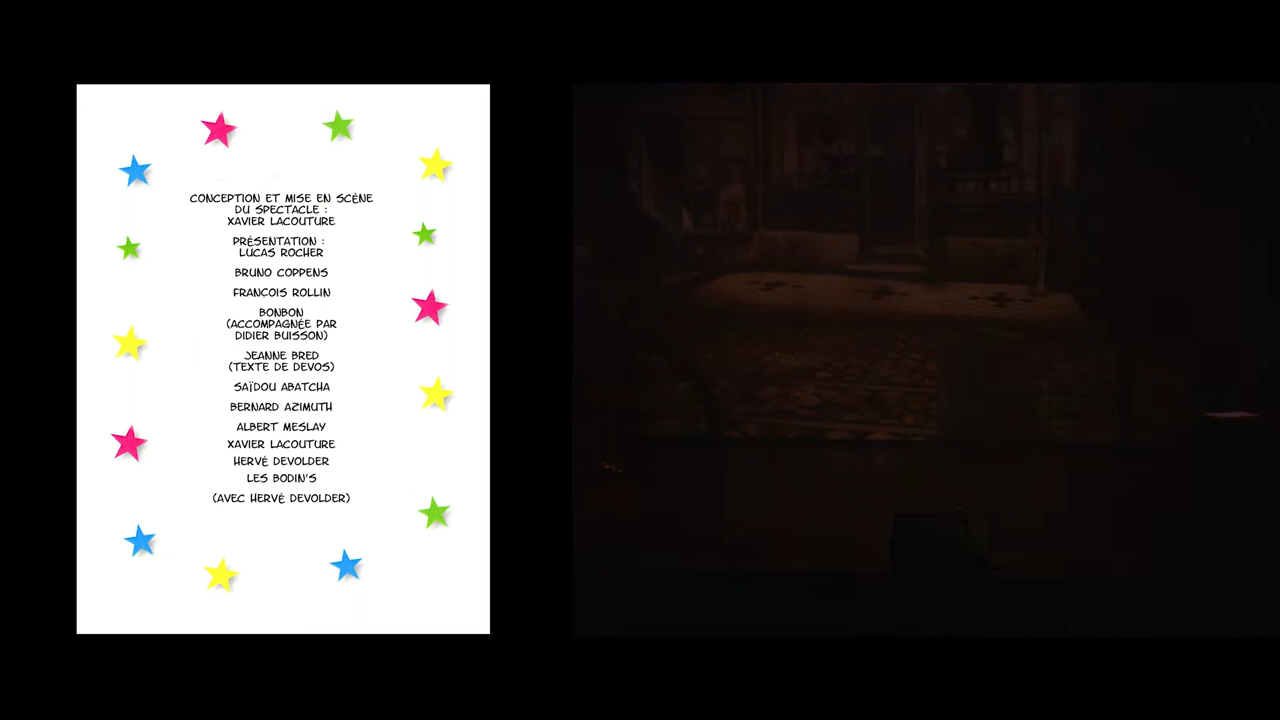 CONCEPTION ET MISE EN SCÈNE
DU SPECTACLE :
XAVIER LACOUTURE
PRÉSENTATION :
LUCAS ROCHER
BRUNO COPPENS
FRANCOIS ROLLIN
BONBON
(ACCOMPAGNÉE PAR
DIDIER BUISSON)
JEANNE BRED
(TEXTE DE DEVOS)
SAÏDOU ABATCHA
BERNARD AZIMUTH
ALBERT MESLAY
XAVIER LACOUTURE
HERVÉ DEVOLDER
LES BODIN'S
(AVEC HERVÉ DEVOLDER)